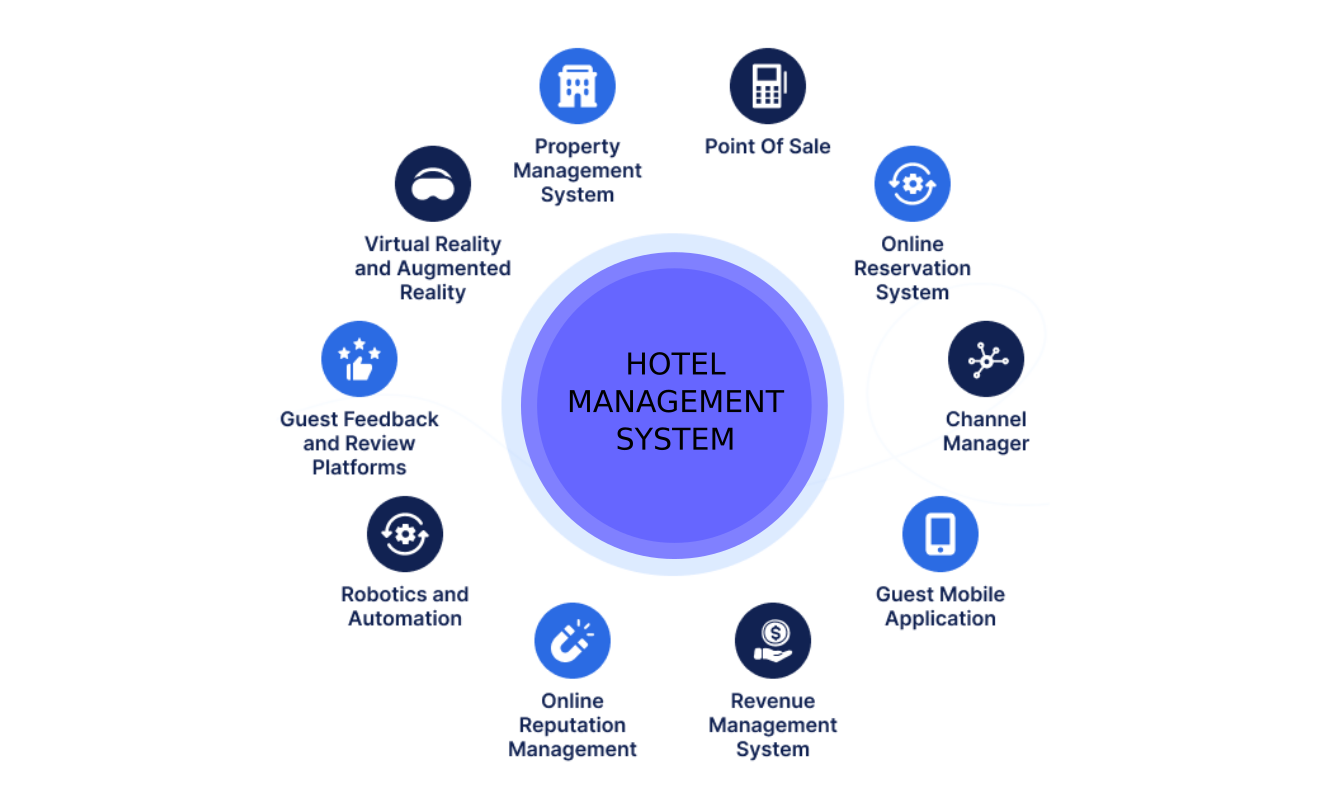 Property
Management
System
Point Of Sale
Online
Reservation
System
Channel
Manager
Guest Mobile
Application
Revenue
Management
System
Online
Reputation
Management
Robotics and
Automation
Guest Feedback
and Review
Platforms
Virtual Reality
and Augmented
Reality
HOTEL
MANAGEMENT
SYSTEM
$